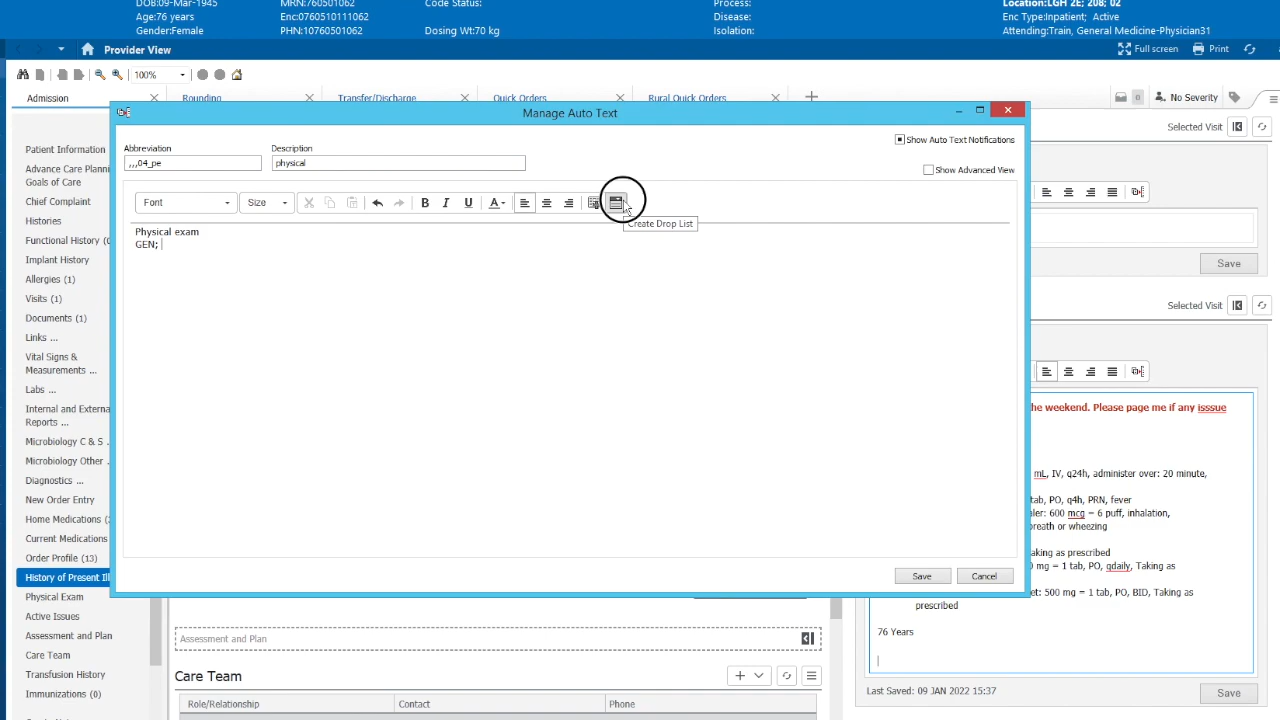 DOB:09-Mar-1945
MRN:760501062
Code Status:
Process:
Location:LGH 2E; 208; 02
Age:76 years
Enc:0760510111062
Disease:
Enc Type:Inpatient; Active
Gender:Female
PHN:10760501062
Dosing Wt:70 kg
Isolation:
Attending:Train, General Medicine-Physician31
Provider View
Full screen
Print
100%
Admission
Rounding
Transfer/Discharge
Quick Orders
Rural Quick Orders
0
No Severity
Manage Auto Text
Selected Visit
Abbreviation
Description
Show Auto Text Notifications
,,,04_pe
physical
Show Advanced View
Font
Size
B I U A
Create Drop List
Physical exam
GEN;
Save
Cancel
Patient Information
Advance Care Planni
Goals of Care
Chief Complaint
Histories
Functional History (0
Implant History
Allergies (1)
Visits (1)
Documents (1)
Links ...
Vital Signs &
Measurements ...
Labs ...
Internal and Externa
Reports ...
Microbiology C & S .
Microbiology Other .
Diagnostics ...
New Order Entry
Home Medications (
Current Medications
Order Profile (13)
History of Present Ill
Physical Exam
Active Issues
Assessment and Plan
Care Team
Transfusion History
Immunizations (0)
Save
Selected Visit
he weekend. Please page me if any isssue
mL, IV, q24h, administer over: 20 minute,
tab, PO, q4h, PRN, fever
aler: 600 mcg = 6 puff, inhalation,
breath or wheezing
aking as prescribed
0 mg = 1 tab, PO, qdaily, Taking as
et: 500 mg = 1 tab, PO, BID, Taking as
prescribed
76 Years
Last Saved: 09 JAN 2022 15:37
Save
Assessment and Plan
Care Team
Role/Relationship
Contact
Phone